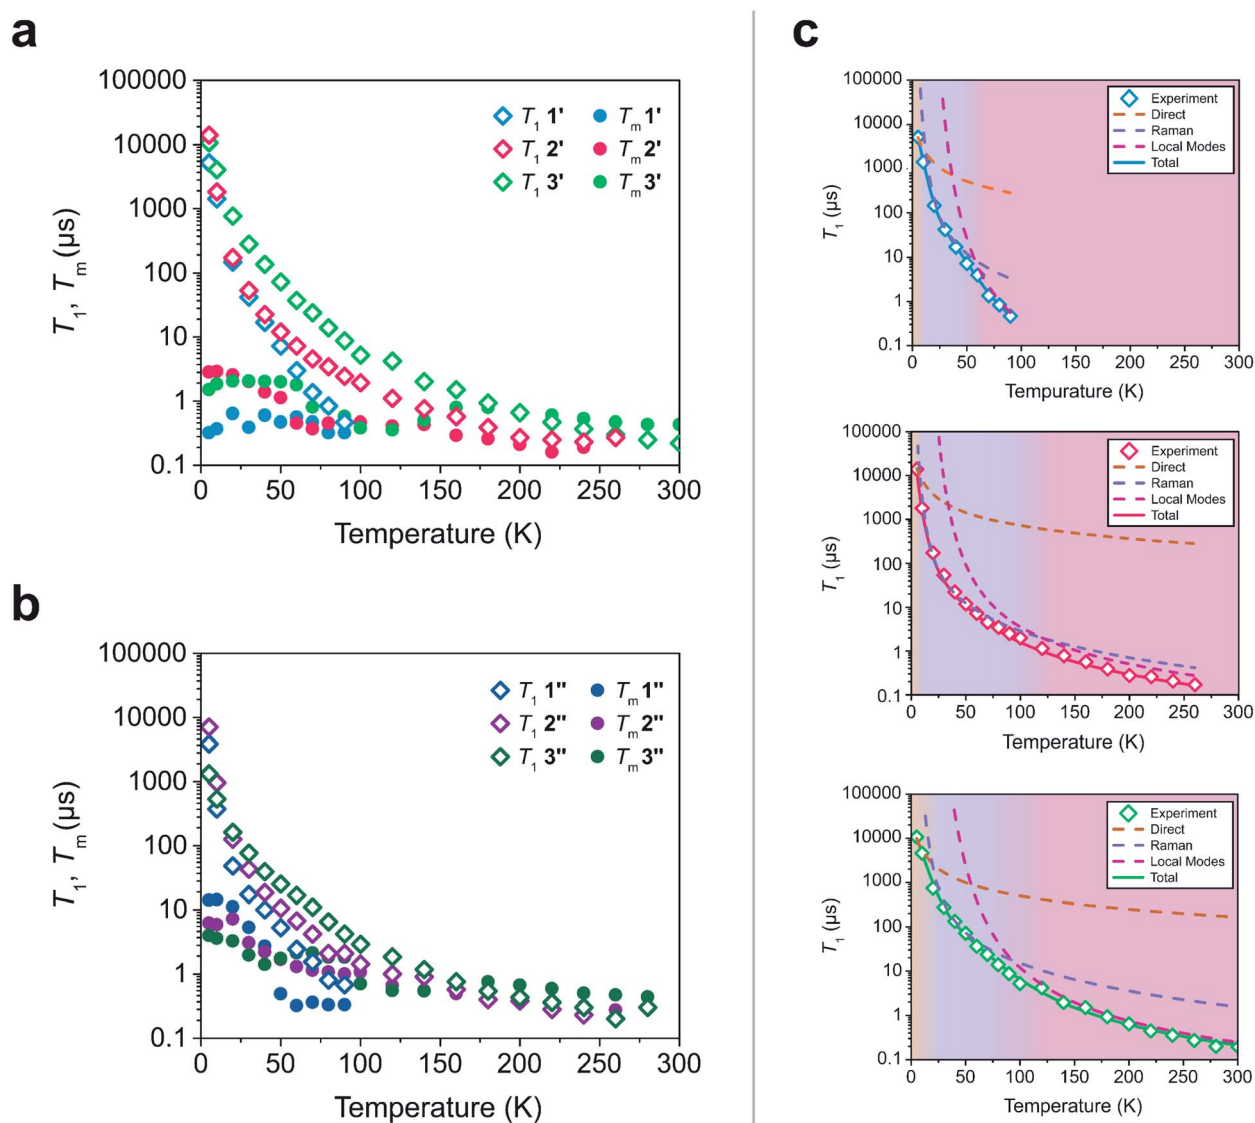 a
100000
10000
1000
100
10
1
0.1
T1, Tm (µs)
T1 1' Tm 1'
T1 2' Tm 2'
T1 3' Tm 3'
0 50 100 150 200 250 300
Temperature (K)
b
100000
10000
1000
100
10
1
0.1
T1, Tm (µs)
T1 1'' Tm 1''
T1 2'' Tm 2''
T1 3'' Tm 3''
0 50 100 150 200 250 300
Temperature (K)
c
100000
10000
1000
100
10
1
0.1
T1 (µs)
Experiment
Direct
Raman
Local Modes
Total
0 50 100 150 200 250 300
Tempurature (K)
100000
10000
1000
100
10
1
0.1
T1 (µs)
Experiment
Direct
Raman
Local Modes
Total
0 50 100 150 200 250 300
Temperature (K)
100000
10000
1000
100
10
1
0.1
T1 (µs)
Experiment
Direct
Raman
Local Modes
Total
0 50 100 150 200 250 300
Temperature (K)